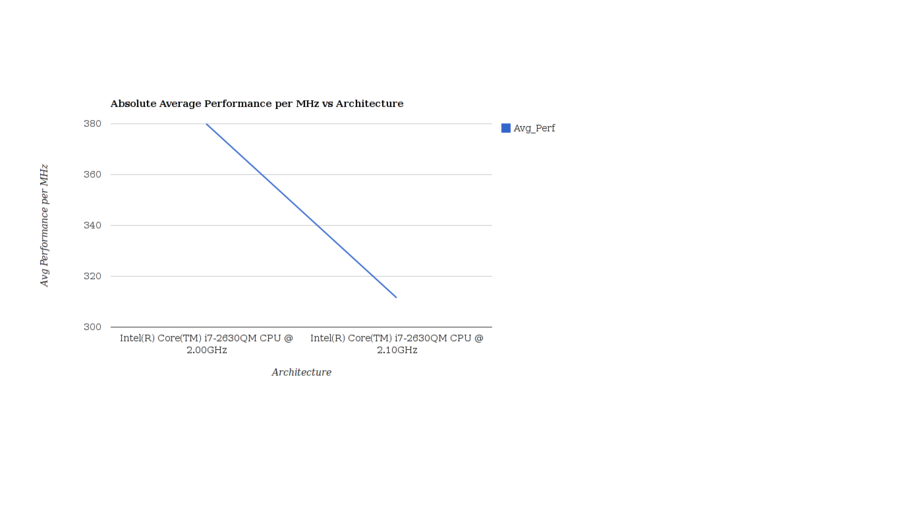 Absolute Average Performance per MHz vs Architecture
380
Avg_Perf
360
340
320
300
Avg Performance per MHz
Intel(R) Core(TM) i7-2630QM CPU @
2.00GHz
Intel(R) Core(TM) i7-2630QM CPU @
2.10GHz
Architecture